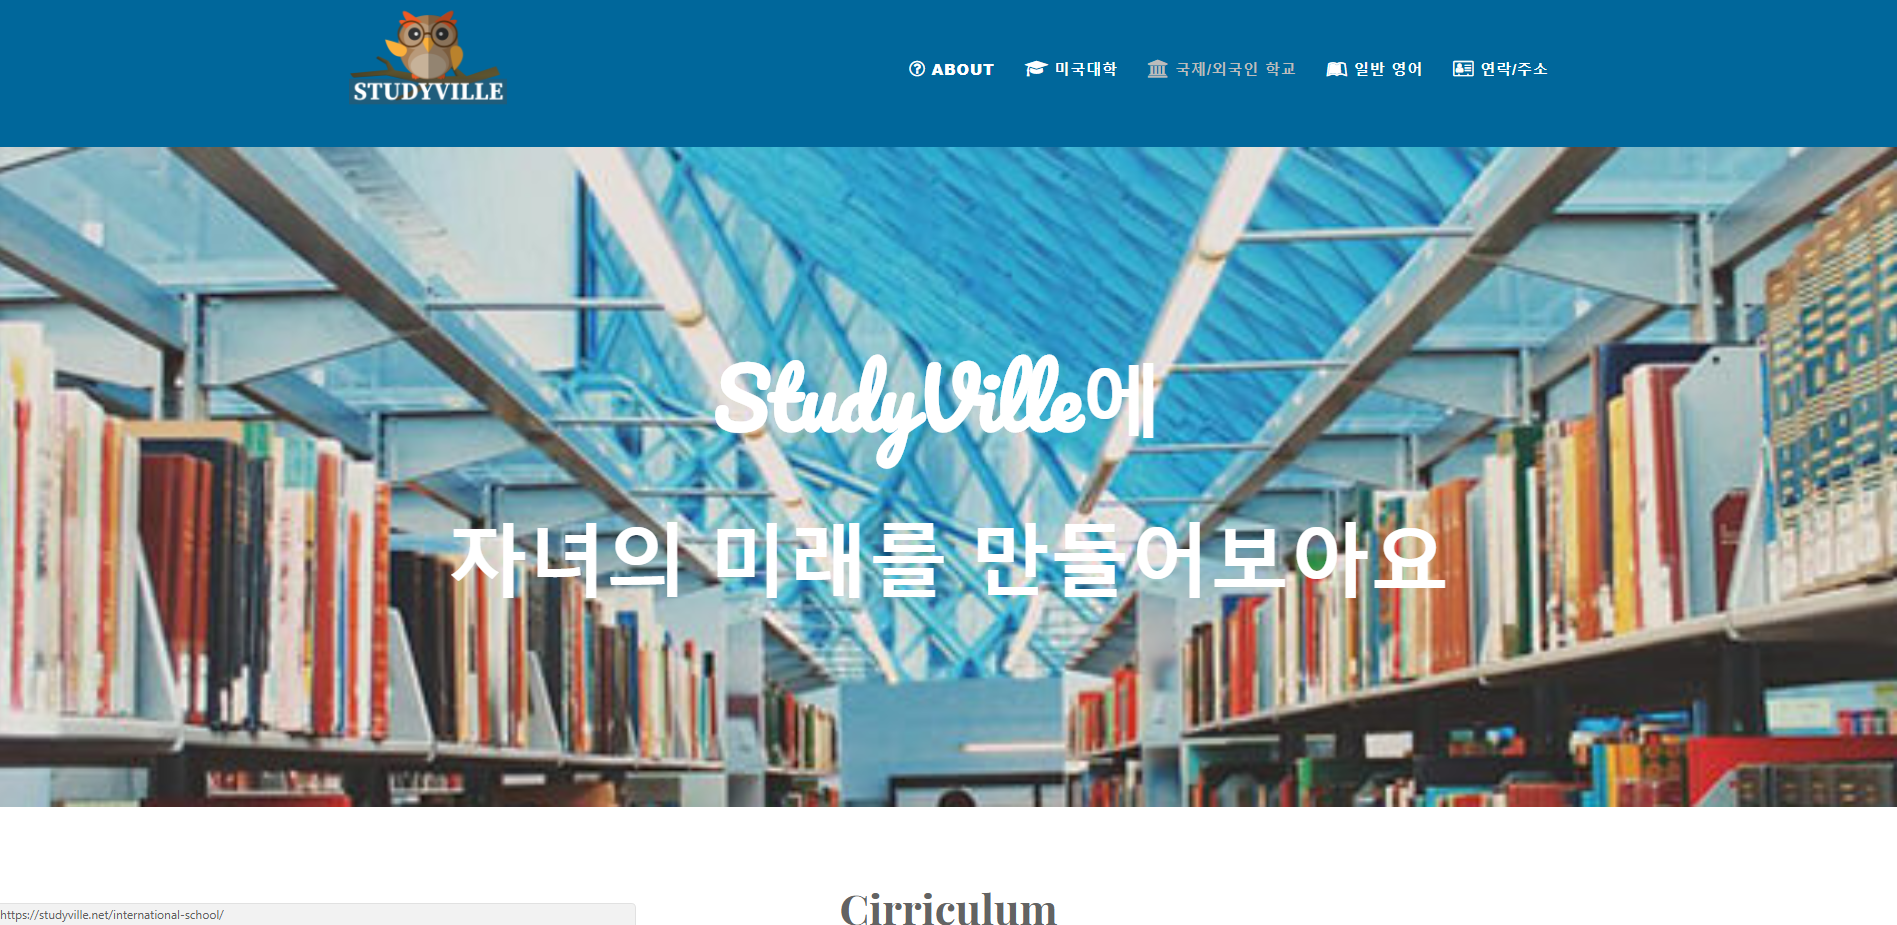 STUDYVILLE
ABOUT 미국대학 국제/외국인 학교 일반 영어 연락/주소
StudyVille에
자녀의 미래를 만들어보아요
Cirriculum
https://studyville.net/international-school/